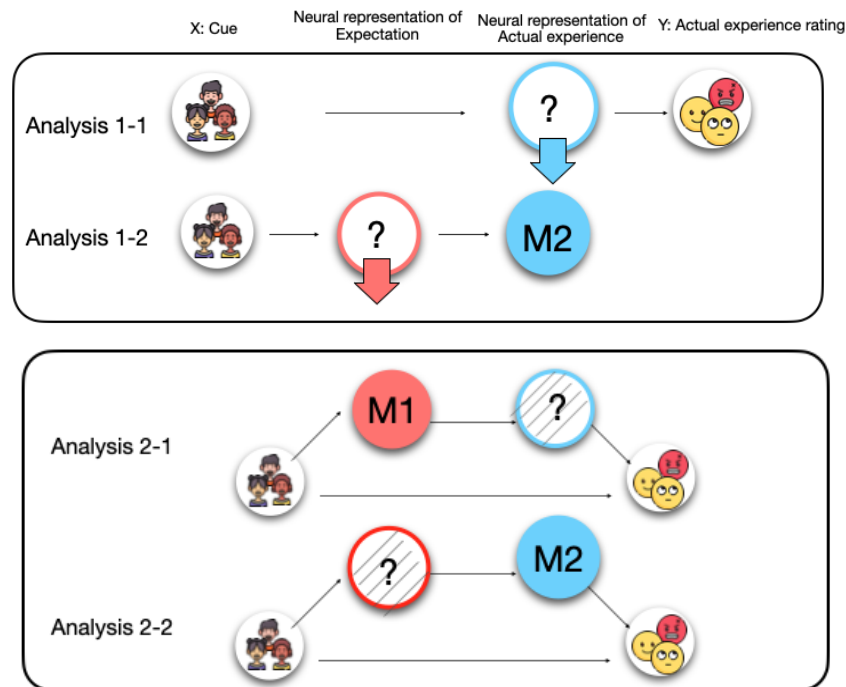 X: Cue
Neural representation of
Expectation
Neural representation of
Actual experience
Y: Actual experience rating
Analysis 1-1
?
Analysis 1-2
?
M2
Analysis 2-1
M1
?
Analysis 2-2
?
M2